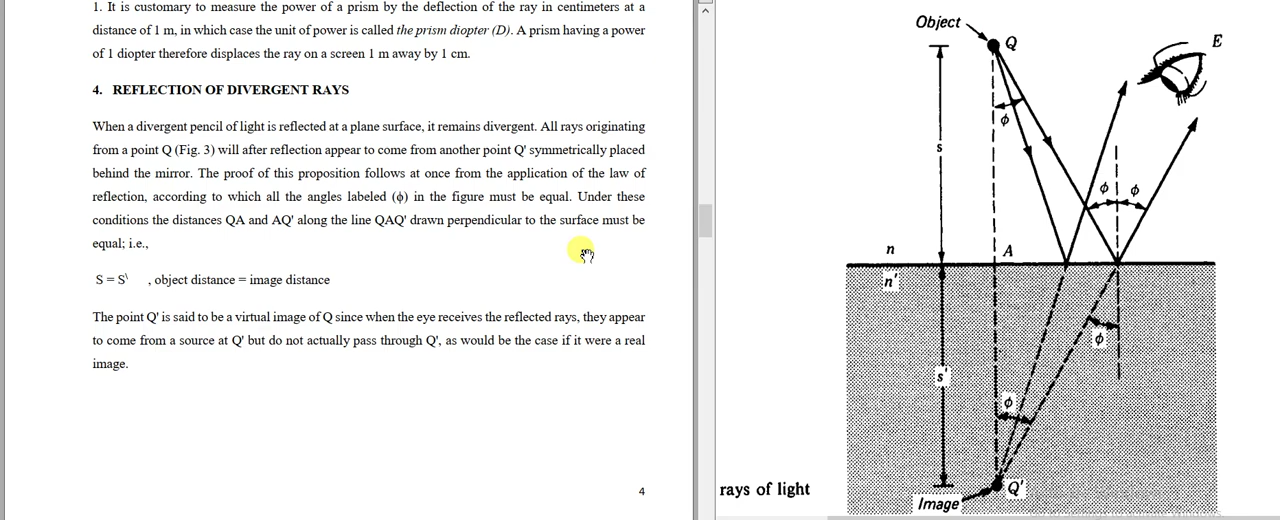 1. It is customary to measure the power of a prism by the deflection of the ray in centimeters at a
distance of 1 m, in which case the unit of power is called the prism diopter (D). A prism having a power
of 1 diopter therefore displaces the ray on a screen 1 m away by 1 cm.
4. REFLECTION OF DIVERGENT RAYS
When a divergent pencil of light is reflected at a plane surface, it remains divergent. All rays originating
from a point Q (Fig. 3) will after reflection appear to come from another point Q' symmetrically placed
behind the mirror. The proof of this proposition follows at once from the application of the law of
reflection, according to which all the angles labeled (ϕ) in the figure must be equal. Under these
conditions the distances QA and AQ' along the line QAQ' drawn perpendicular to the surface must be
equal; i.e.,
S = S\ , object distance = image distance
The point Q' is said to be a virtual image of Q since when the eye receives the reflected rays, they appear
to come from a source at Q' but do not actually pass through Q', as would be the case if it were a real
image.
4
Object
Q
E
ϕ
s
ϕ ϕ
n
A
n'
ϕ
s'
ϕ
rays of light
Q'
Image